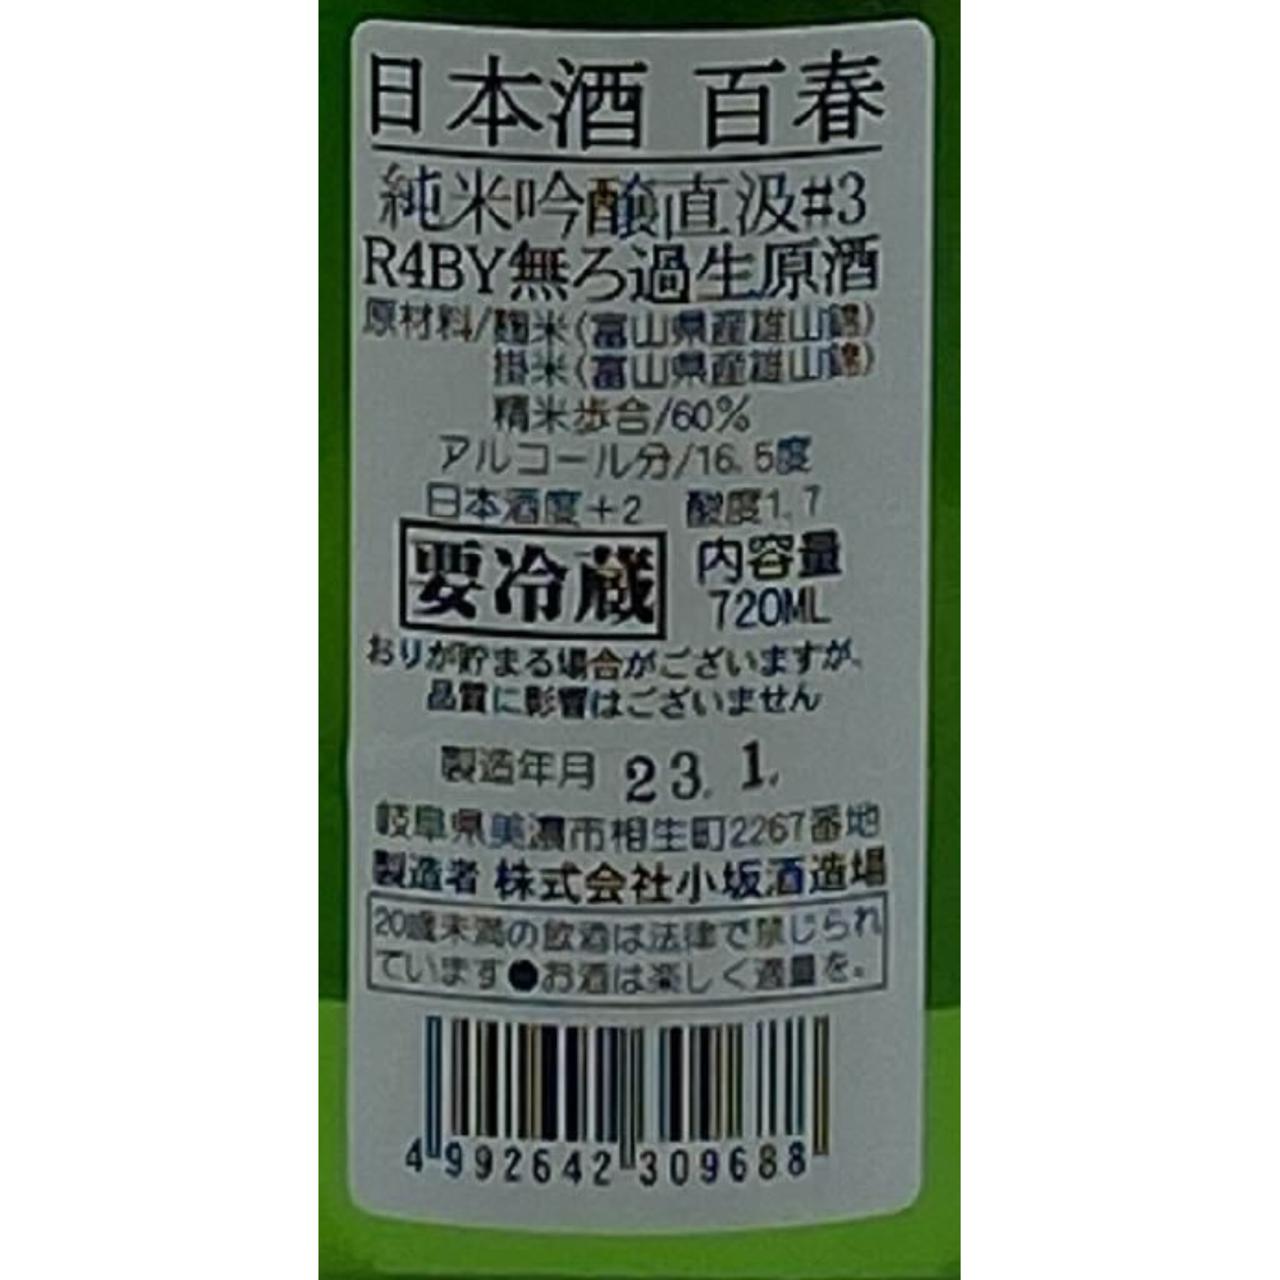 日本酒 百春
純米吟醸直汲#3
R4BY無ろ過生原酒
原材料/麹米(富山県産雄山錦)
掛米(富山県産雄山錦)
精米歩合/60%
アルコール分/16.5度
日本酒度+2 酸度1.7
要冷蔵 内容量
720ML
おりが貯まる場合がございますが、
品質に影響はございません
製造年月 23.1.
岐阜県美濃市相生町2267番地
製造者 株式会社小坂酒造場
20歳未満の飲酒は法律で禁じられ
ています●お酒は楽しく適量を。
4 992642 309688